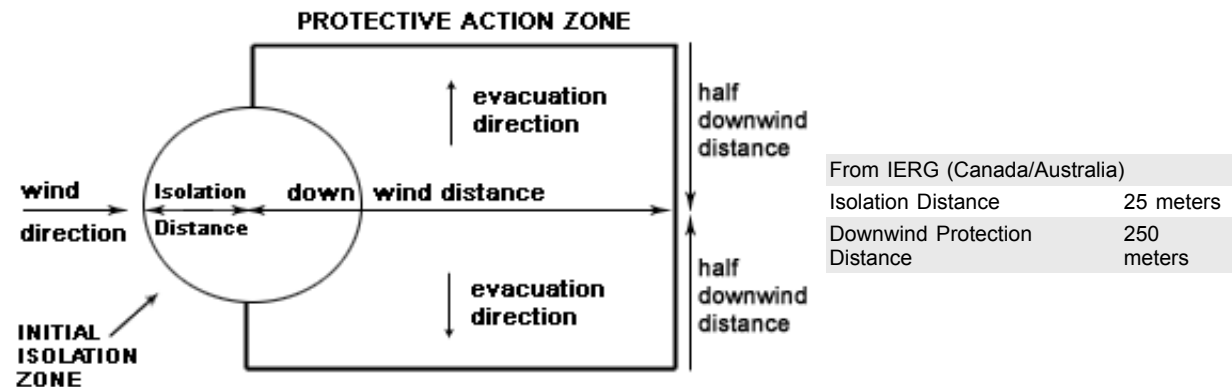 PROTECTIVE ACTION ZONE
evacuation
direction
half
downwind
distance
wind
direction
Isolation
Distance
down wind distance
evacuation
direction
half
downwind
distance
INITIAL
ISOLATION
ZONE
From IERG (Canada/Australia)
Isolation Distance 25 meters
Downwind Protection 250
Distance meters